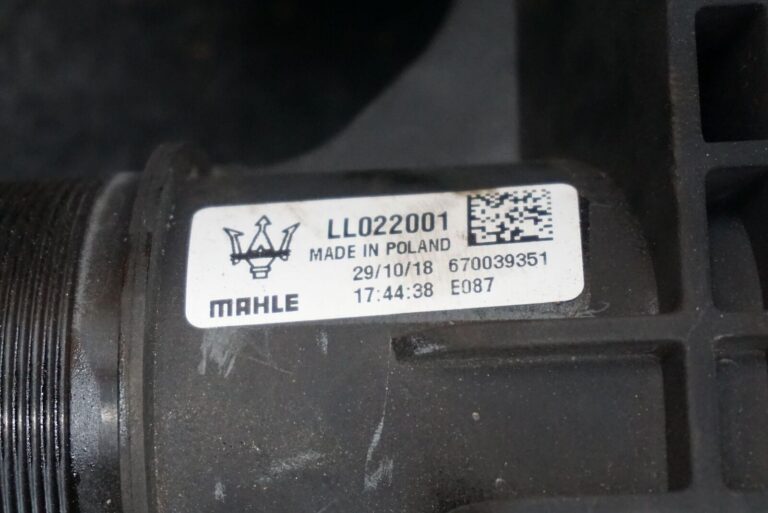 LL022001
MADE IN POLAND
29/10/18 670039351
MAHLE 17:44:38 E087